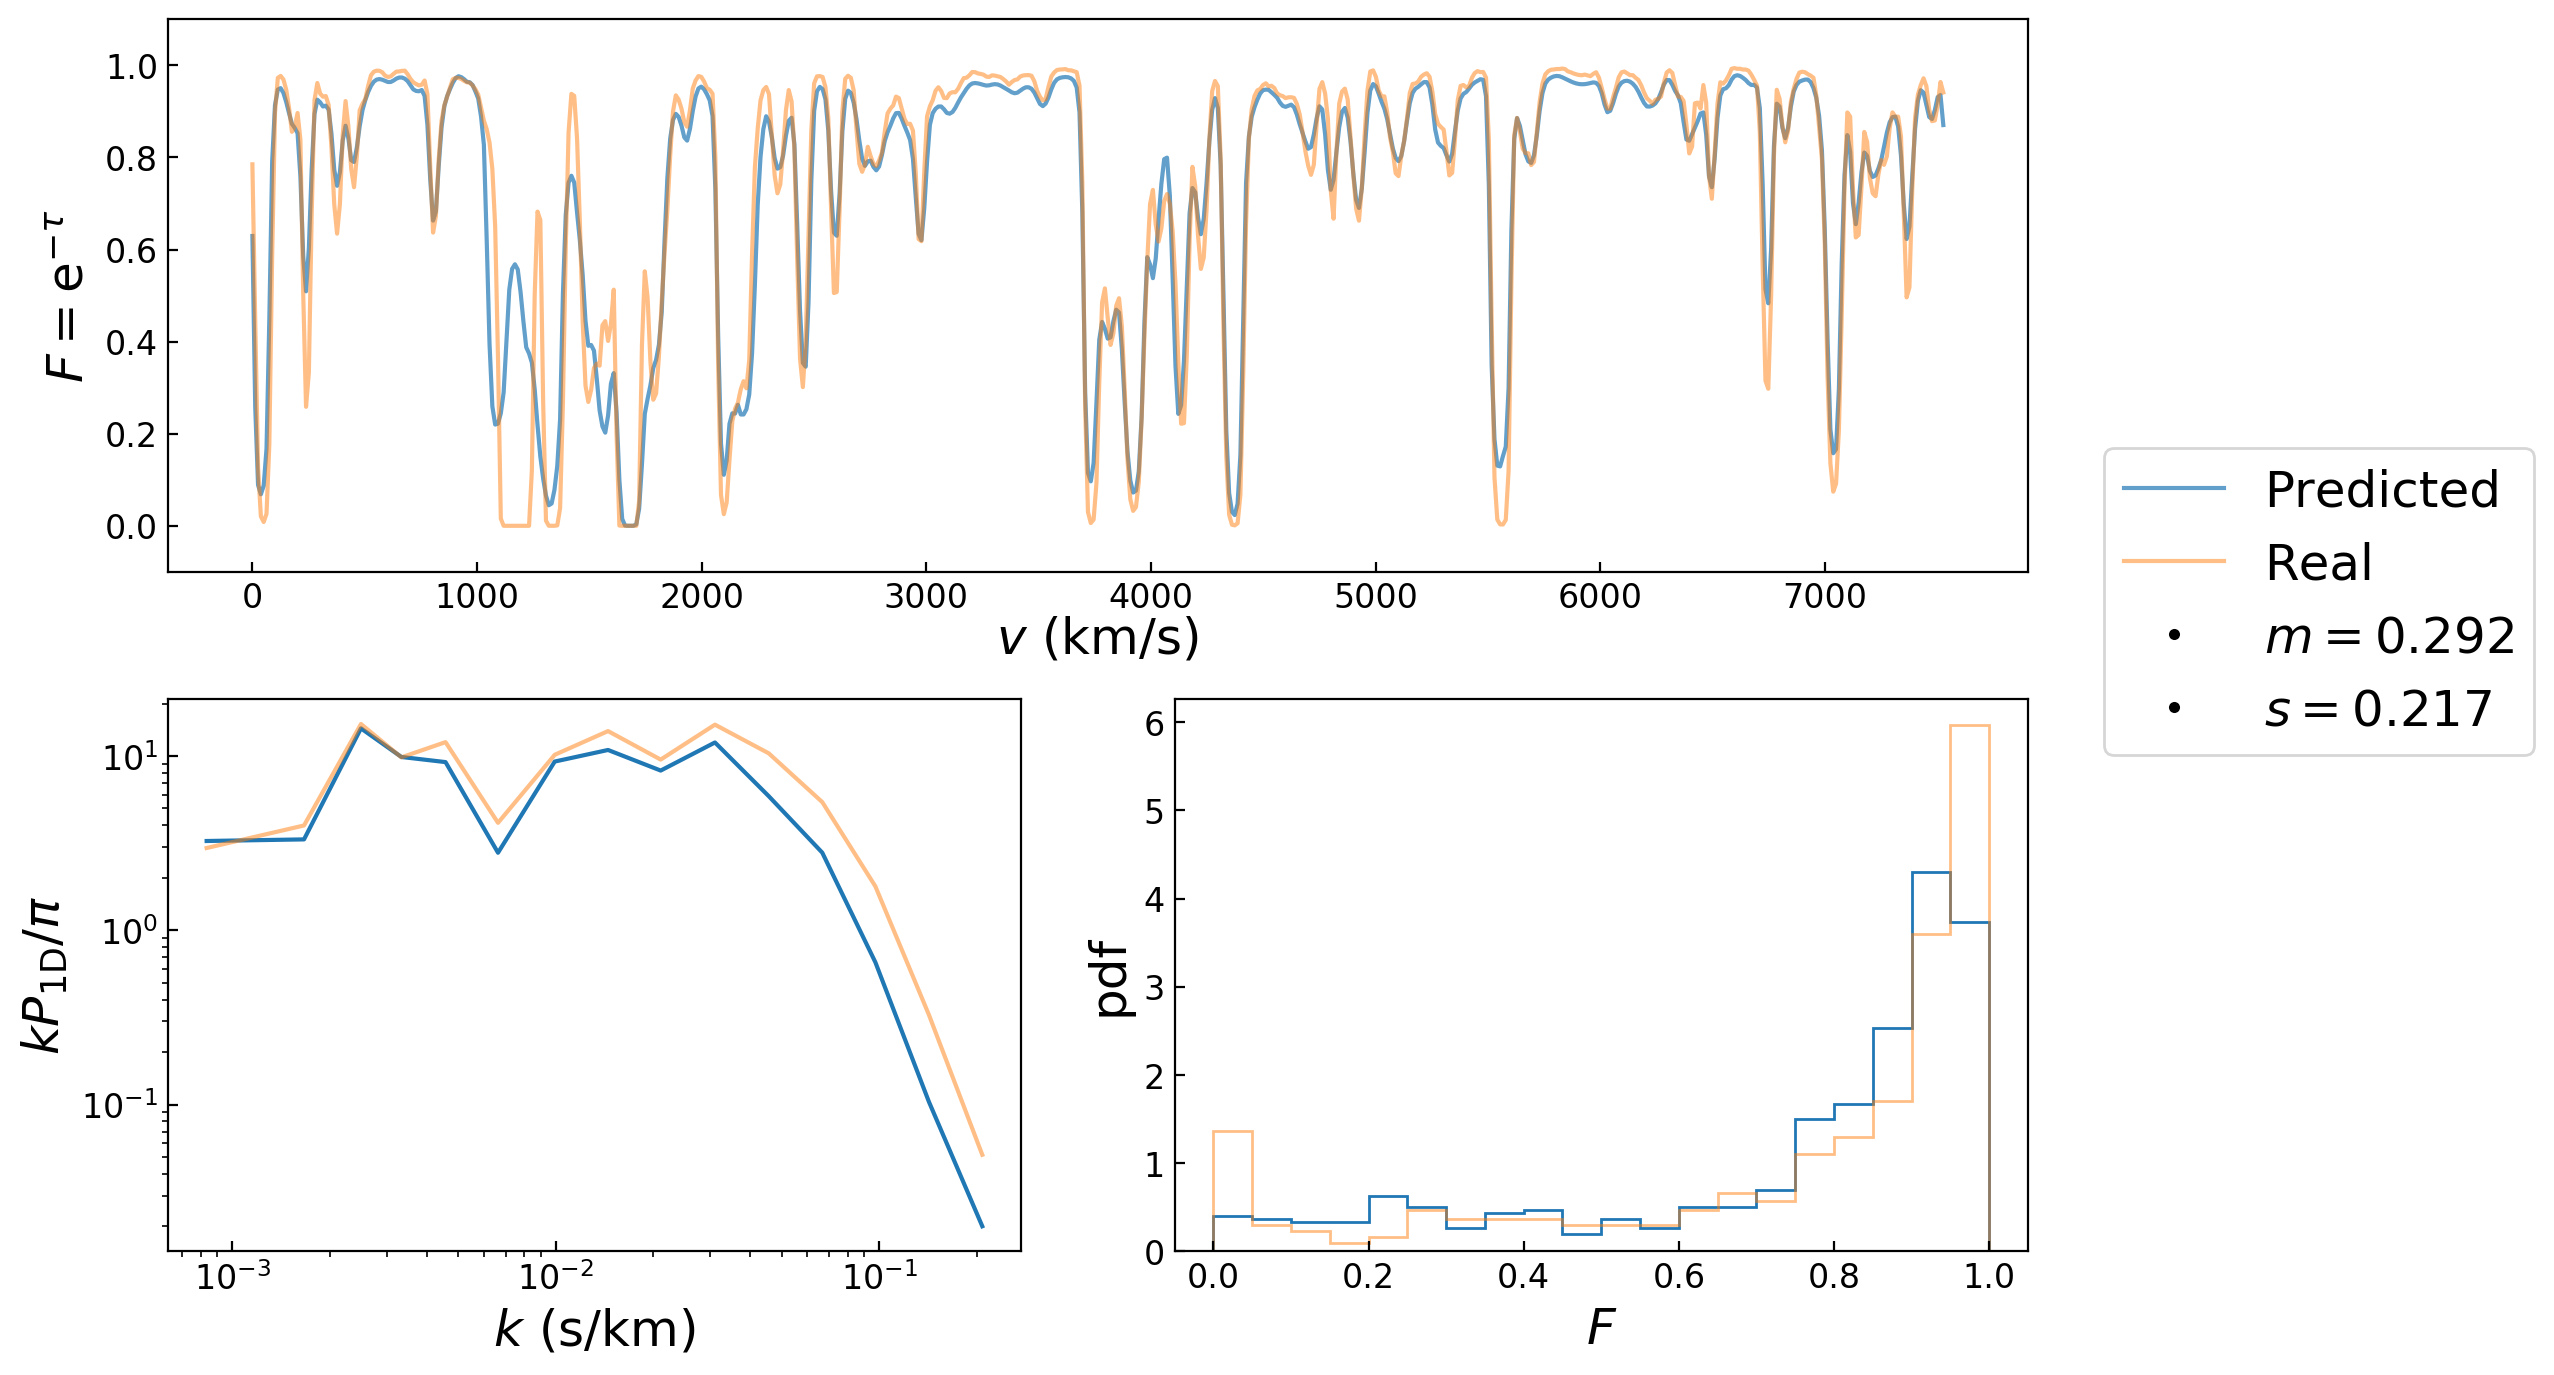 1.0
0.8
0.6
0.4
0.2
0.0
F = e^{−τ}
0 1000 2000 3000 4000 5000 6000 7000
v (km/s)
Predicted
Real
m = 0.292
s = 0.217
10^1
10^0
10^{−1}
kP_{1D}/π
10^{−3} 10^{−2} 10^{−1}
k (s/km)
6
5
4
3
2
1
0
pdf
0.0 0.2 0.4 0.6 0.8 1.0
F